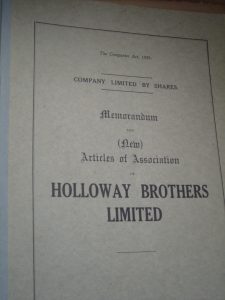 The Companies Act, 1929.
COMPANY LIMITED BY SHARES
Memorandum
AND
(New)
Articles of Association
OF
HOLLOWAY BROTHERS
LIMITED